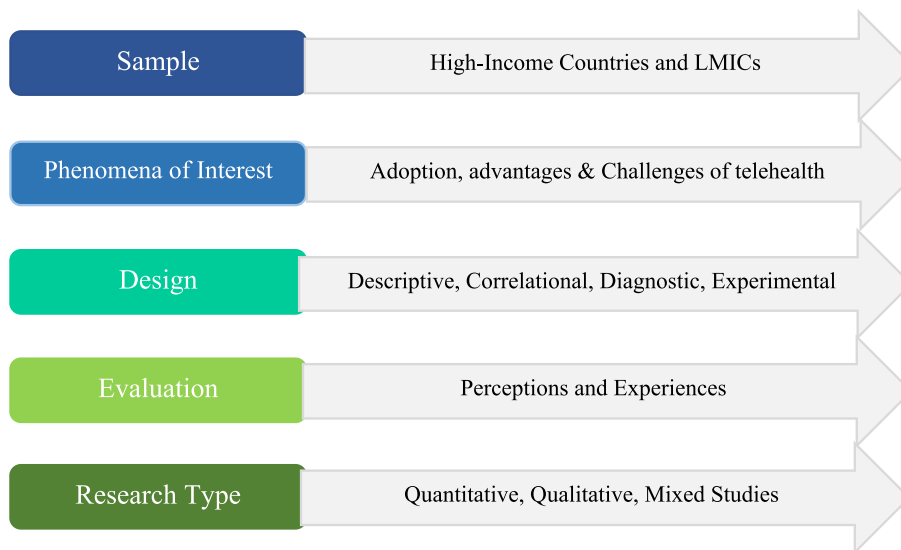 Sample
High-Income Countries and LMICs
Phenomena of Interest
Adoption, advantages & Challenges of telehealth
Design
Descriptive, Correlational, Diagnostic, Experimental
Evaluation
Perceptions and Experiences
Research Type
Quantitative, Qualitative, Mixed Studies